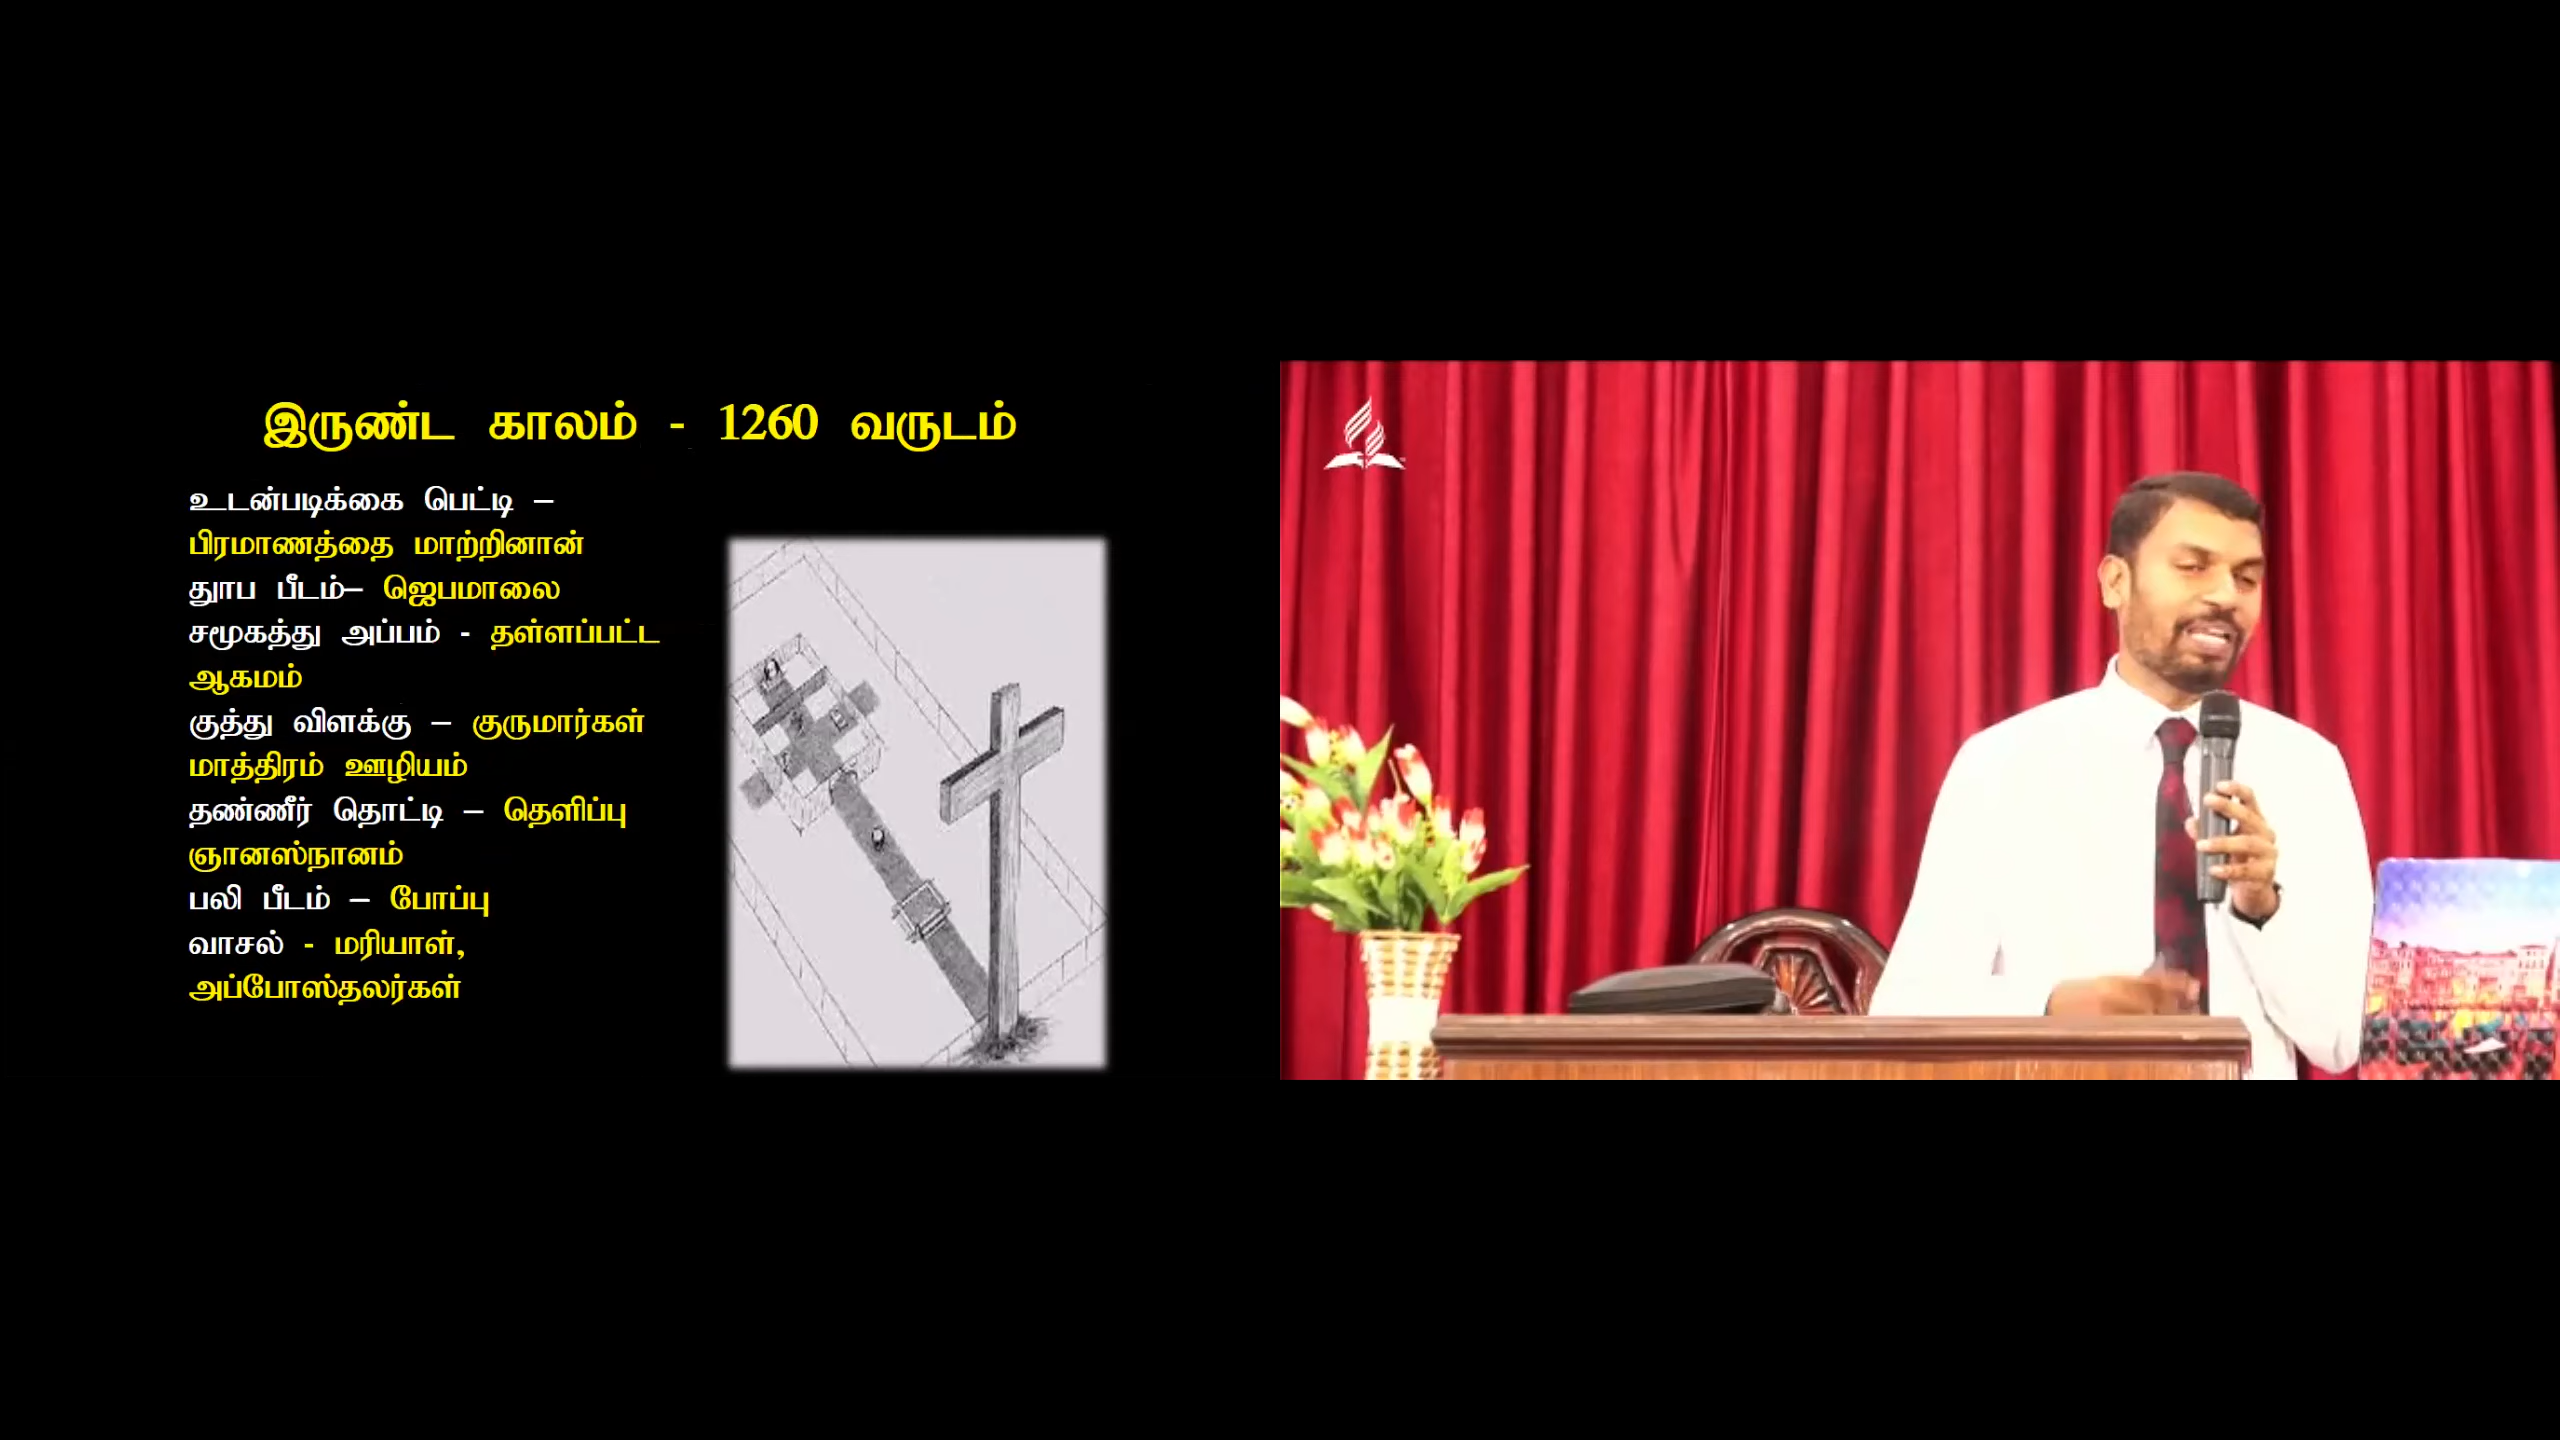 இருண்ட காலம் - 1260 வருடம்
உடன்படிக்கை பெட்டி –
பிரமாணத்தை மாற்றினான்
தூப பீடம்– ஜெபமாலை
சமூகத்து அப்பம் - தள்ளப்பட்ட
ஆகமம்
குத்து விளக்கு – குருமார்கள்
மாத்திரம் ஊழியம்
தண்ணீர் தொட்டி – தெளிப்பு
ஞானஸ்நானம்
பலி பீடம் – போப்பு
வாசல் - மரியாள்,
அப்போஸ்தலர்கள்